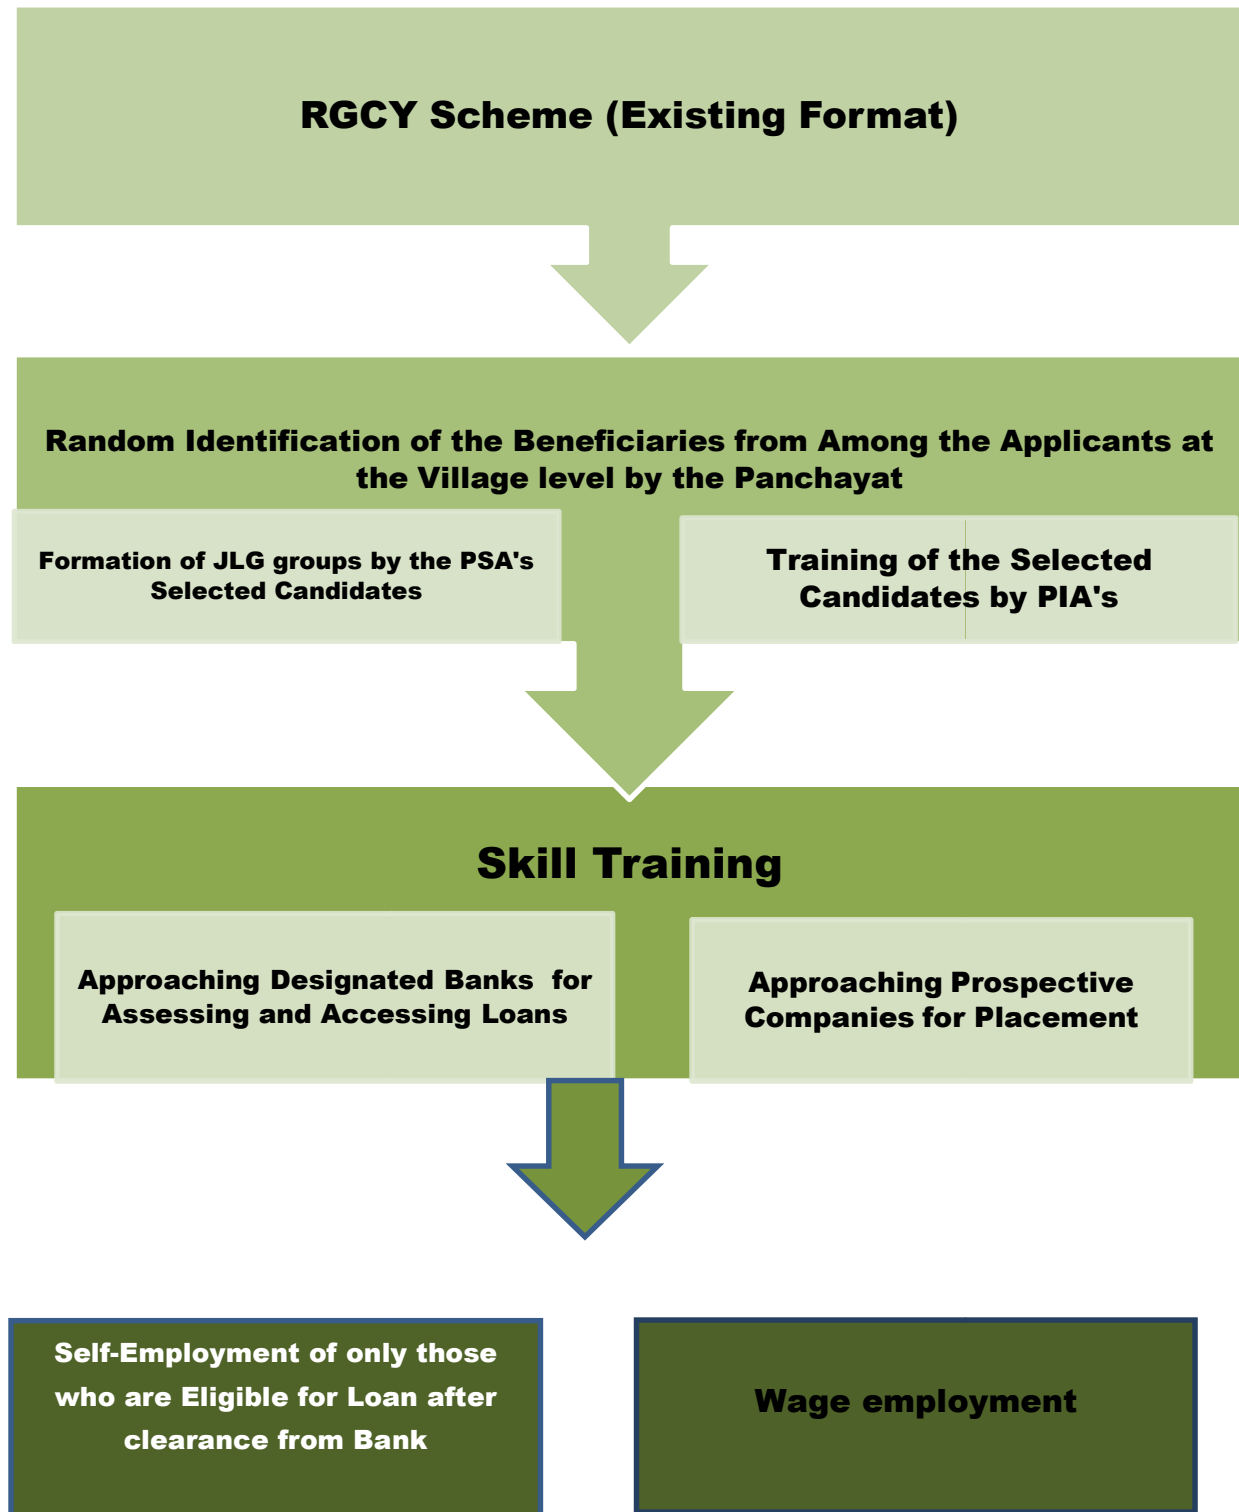 RGCY Scheme (Existing Format)
Random Identification of the Beneficiaries from Among the Applicants at
the Village level by the Panchayat
Formation of JLG groups by the PSA's
Selected Candidates
Training of the Selected
Candidates by PIA's
Skill Training
Approaching Designated Banks  for
Assessing and Accessing Loans
Approaching Prospective
Companies for Placement
Self-Employment of only those
who are Eligible for Loan after
clearance from Bank
Wage employment